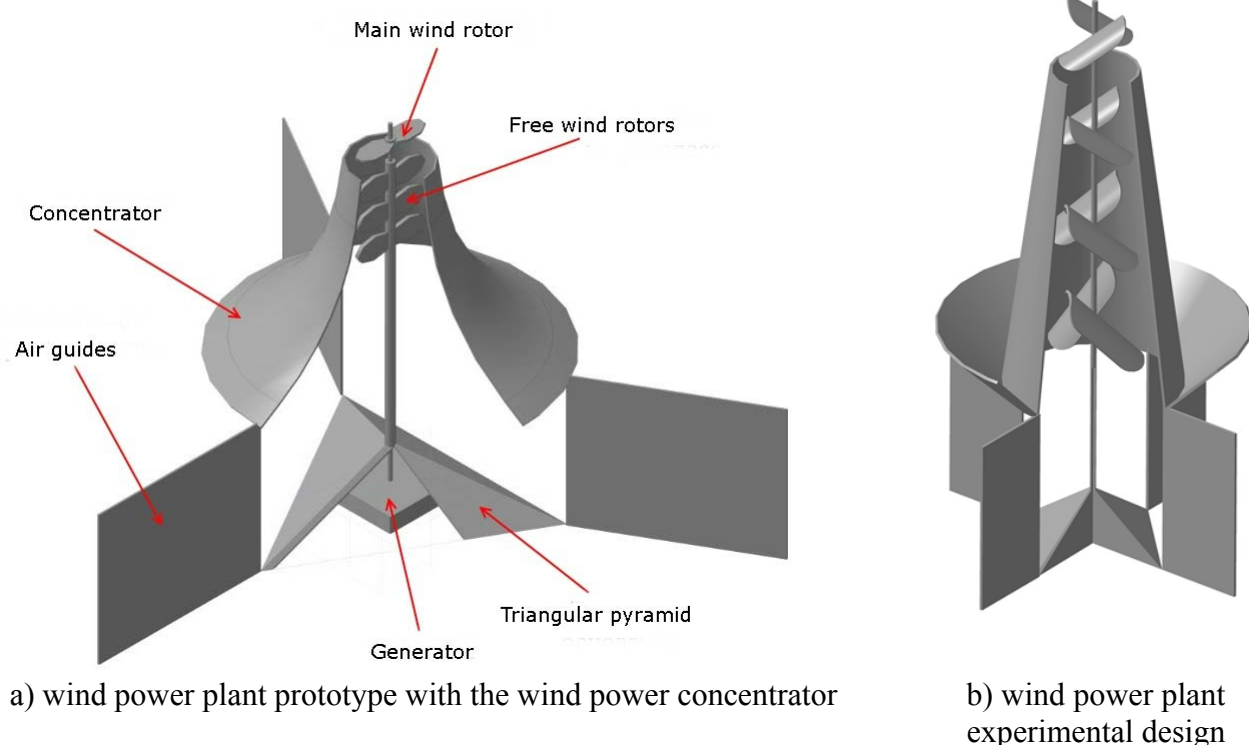 Main wind rotor
Free wind rotors
Concentrator
Air guides
Triangular pyramid
Generator
a) wind power plant prototype with the wind power concentrator
b) wind power plant
experimental design